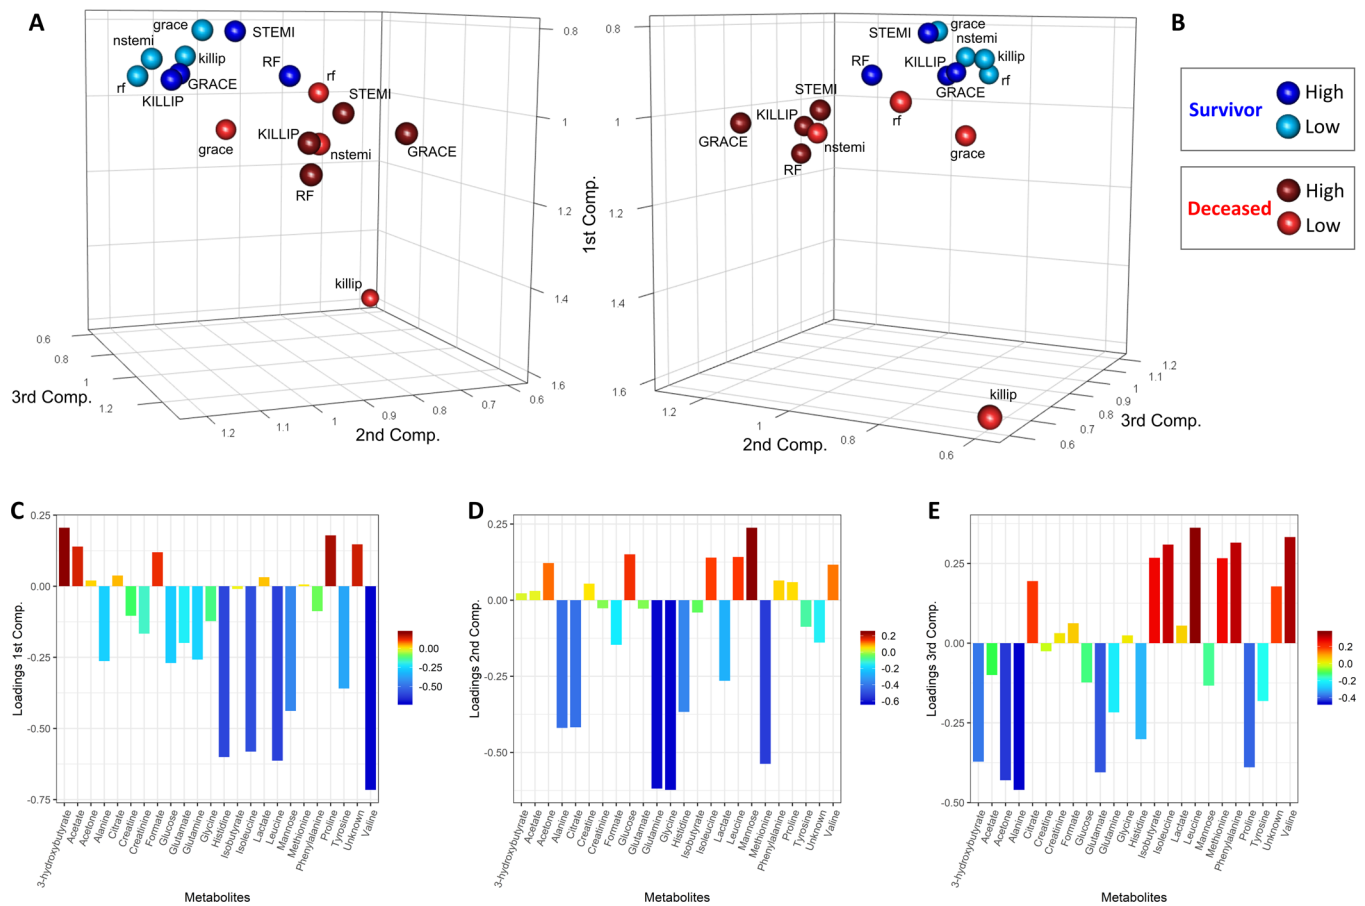 A
grace
STEMI
nstemi
killip
rf
GRACE
KILLIP
RF
rf
STEMI
grace
KILLIP
nstemi
GRACE
RF
killip
0.8
1
1.2
1.4
1.6
1st Comp.
0.6
0.8
1
1.2
3rd Comp.
1.2
1.1
1
0.9
0.8
0.7
0.6
2nd Comp.
B
grace
STEMI
nstemi
killip
RF
KILLIP
rf
GRACE
STEMI
rf
KILLIP
GRACE
nstemi
grace
RF
killip
0.8
1
1.2
1.4
1.6
1.2
1
0.8
0.6
2nd Comp.
1.2
1.1
1
0.9
0.8
0.7
0.6
3rd Comp.
Survivor
High
Low
Deceased
High
Low
C
Loadings 1st Comp.
0.25
0.00
-0.25
-0.50
-0.75
0.00
-0.25
-0.50
3-hydroxybutyrate
Acetate
Acetone
Alanine
Citrate
Creatine
Creatinine
Formate
Glucose
Glutamate
Glutamine
Glycine
Histidine
Isobutyrate
Isoleucine
Lactate
Leucine
Mannose
Methionine
Phenylalanine
Proline
Tyrosine
Unknown
Valine
Metabolites
D
Loadings 2nd Comp.
0.25
0.00
-0.25
-0.50
0.2
0.0
-0.2
-0.4
-0.6
3-hydroxybutyrate
Acetate
Acetone
Alanine
Citrate
Creatine
Creatinine
Formate
Glucose
Glutamate
Glutamine
Glycine
Histidine
Isobutyrate
Isoleucine
Lactate
Leucine
Mannose
Methionine
Phenylalanine
Proline
Tyrosine
Unknown
Valine
Metabolites
E
Loadings 3rd Comp.
0.25
0.00
-0.25
-0.50
0.2
0.0
-0.2
-0.4
3-hydroxybutyrate
Acetate
Acetone
Alanine
Citrate
Creatine
Creatinine
Formate
Glucose
Glutamate
Glutamine
Glycine
Histidine
Isobutyrate
Isoleucine
Lactate
Leucine
Mannose
Methionine
Phenylalanine
Proline
Tyrosine
Unknown
Valine
Metabolites